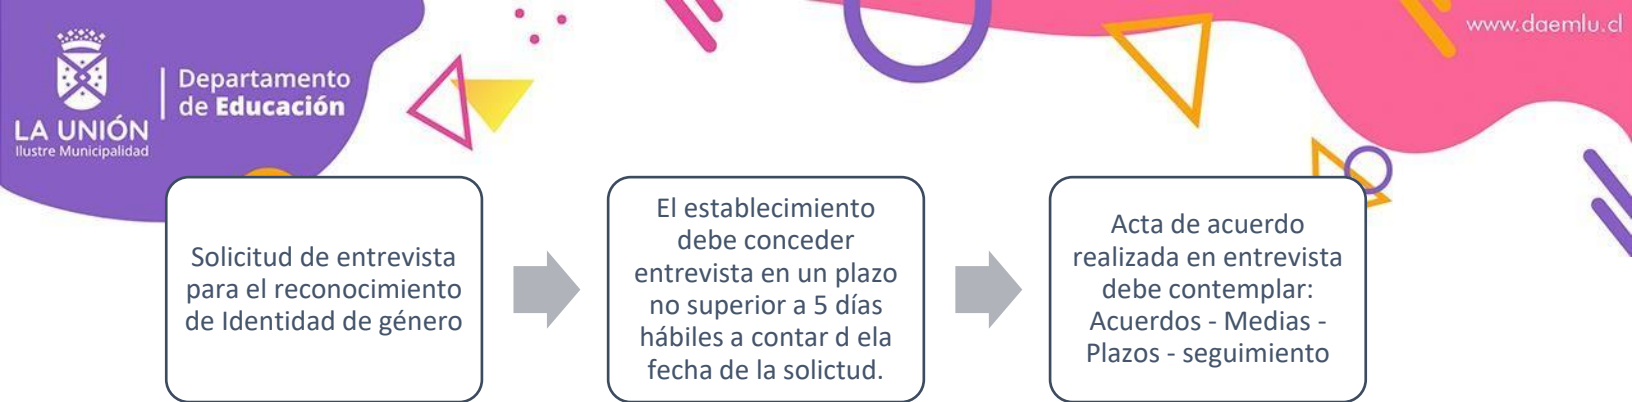 www.daemlu.cl
LA UNIÓN
Ilustre Municipalidad
Departamento
de Educación
Solicitud de entrevista
para el reconocimiento
de Identidad de género
El establecimiento
debe conceder
entrevista en un plazo
no superior a 5 días
hábiles a contar d ela
fecha de la solictud.
Acta de acuerdo
realizada en entrevista
debe contemplar:
Acuerdos - Medias -
Plazos - seguimiento